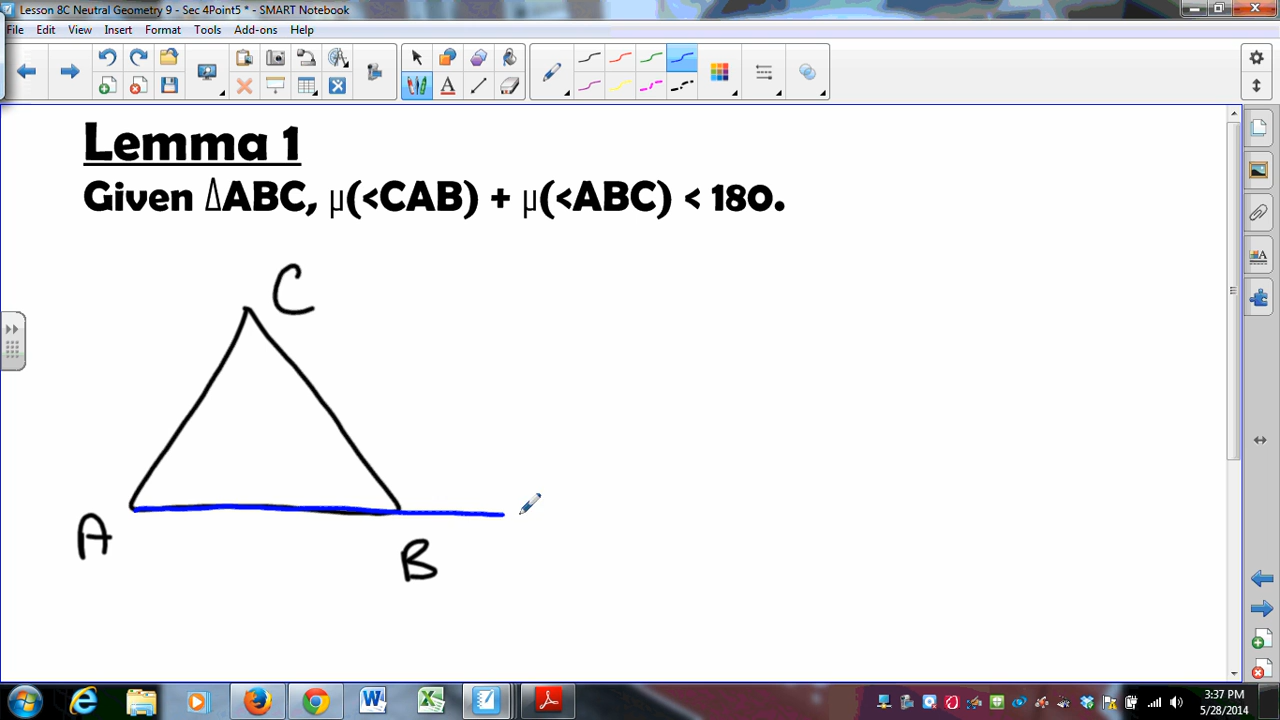 Lesson 8C Neutral Geometry 9 - Sec 4Point5 * - SMART Notebook
File Edit View Insert Format Tools Add-ons Help
Lemma 1
Given ΔABC, μ(<CAB) + μ(<ABC) < 180.
C
A
B
3:37 PM
5/28/2014